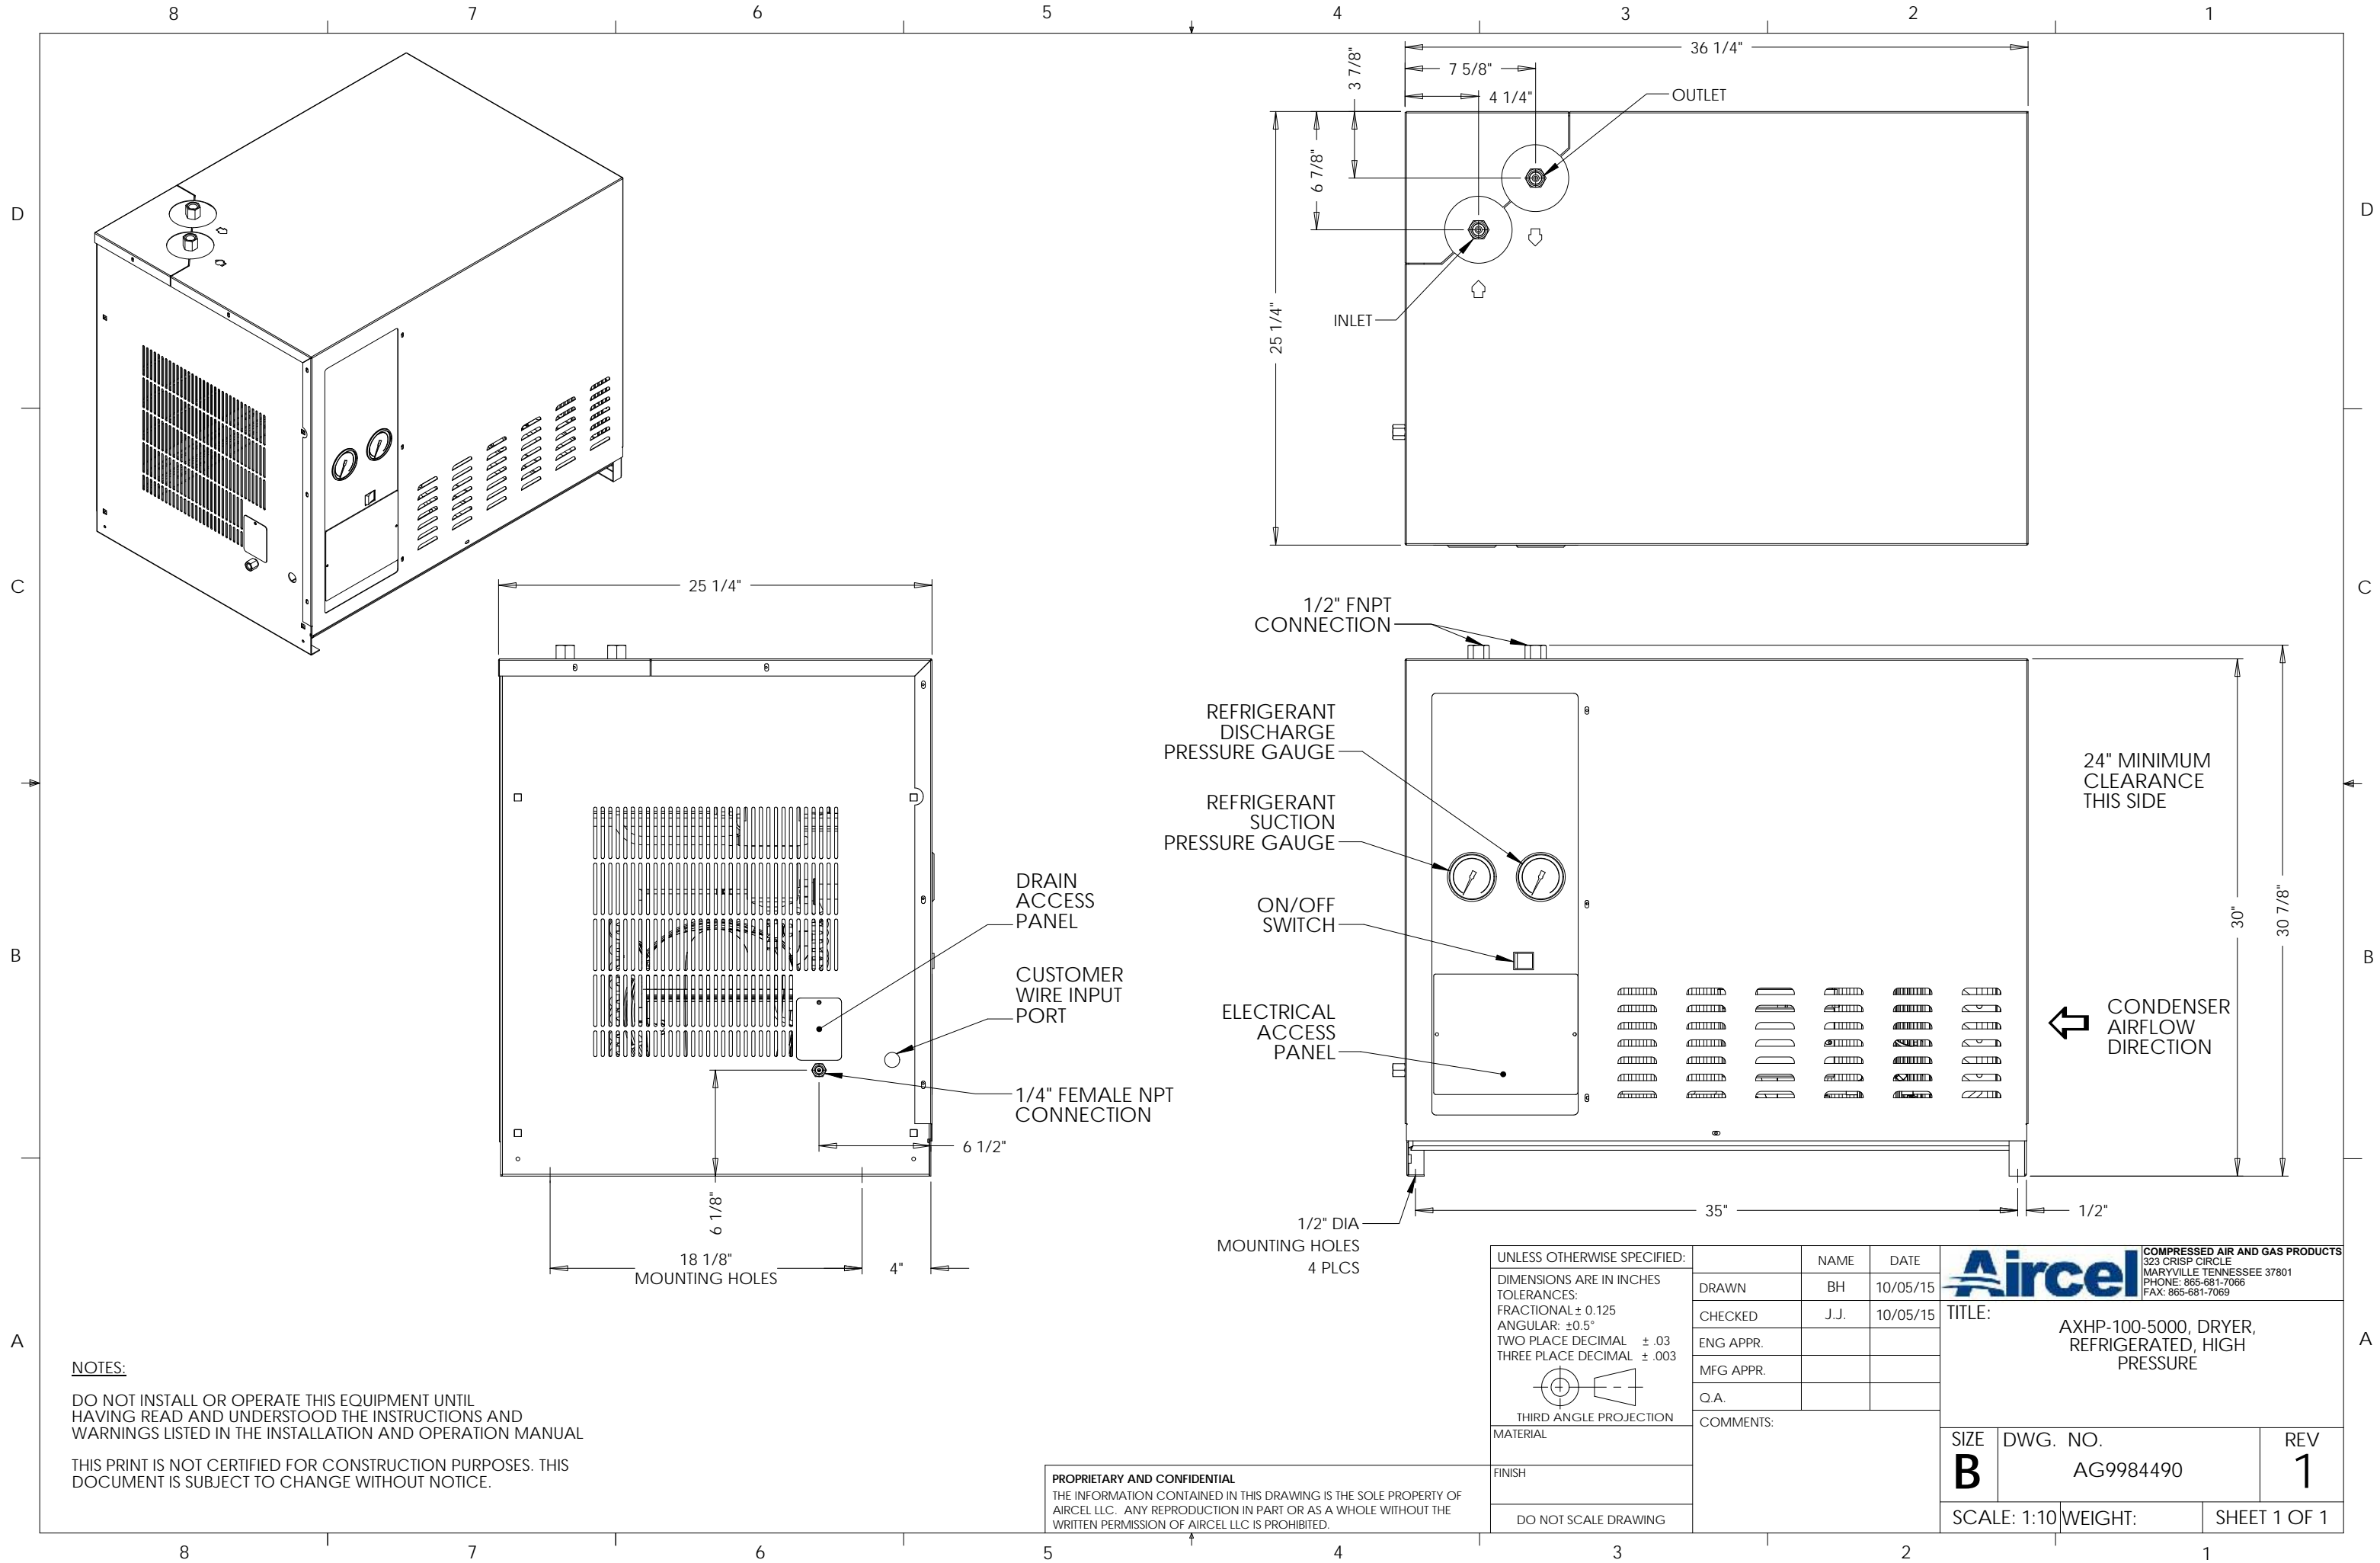 8 7 6 5 4 3 2 1
D
D
C
C
B
B
A
A
36 1/4"
7 5/8"
4 1/4"
3 7/8"
6 7/8"
25 1/4"
OUTLET
INLET
25 1/4"
DRAIN
ACCESS
PANEL
CUSTOMER
WIRE INPUT
PORT
1/4" FEMALE NPT
CONNECTION
6 1/2"
6 1/8"
18 1/8"
MOUNTING HOLES
4"
1/2" FNPT
CONNECTION
REFRIGERANT
DISCHARGE
PRESSURE GAUGE
REFRIGERANT
SUCTION
PRESSURE GAUGE
ON/OFF
SWITCH
ELECTRICAL
ACCESS
PANEL
24" MINIMUM
CLEARANCE
THIS SIDE
30"
30 7/8"
CONDENSER
AIRFLOW
DIRECTION
35"
1/2"
1/2" DIA
MOUNTING HOLES
4 PLCS
NOTES:
DO NOT INSTALL OR OPERATE THIS EQUIPMENT UNTIL
HAVING READ AND UNDERSTOOD THE INSTRUCTIONS AND
WARNINGS LISTED IN THE INSTALLATION AND OPERATION MANUAL
THIS PRINT IS NOT CERTIFIED FOR CONSTRUCTION PURPOSES. THIS
DOCUMENT IS SUBJECT TO CHANGE WITHOUT NOTICE.
PROPRIETARY AND CONFIDENTIAL
THE INFORMATION CONTAINED IN THIS DRAWING IS THE SOLE PROPERTY OF
AIRCEL LLC. ANY REPRODUCTION IN PART OR AS A WHOLE WITHOUT THE
WRITTEN PERMISSION OF AIRCEL LLC IS PROHIBITED.
UNLESS OTHERWISE SPECIFIED:
DIMENSIONS ARE IN INCHES
TOLERANCES:
FRACTIONAL ± 0.125
ANGULAR: ±0.5°
TWO PLACE DECIMAL ± .03
THREE PLACE DECIMAL ± .003
THIRD ANGLE PROJECTION
MATERIAL
FINISH
DO NOT SCALE DRAWING
NAME DATE
DRAWN BH 10/05/15
CHECKED J.J. 10/05/15
ENG APPR.
MFG APPR.
Q.A.
COMMENTS:
Aircel
COMPRESSED AIR AND GAS PRODUCTS
323 CRISP CIRCLE
MARYVILLE TENNESSEE 37801
PHONE: 865-681-7066
FAX: 865-681-7069
TITLE:
AXHP-100-5000, DRYER,
REFRIGERATED, HIGH
PRESSURE
SIZE
B
DWG. NO.
AG9984490
REV
1
SCALE: 1:10 WEIGHT: SHEET 1 OF 1
8 7 6 5 4 3 2 1